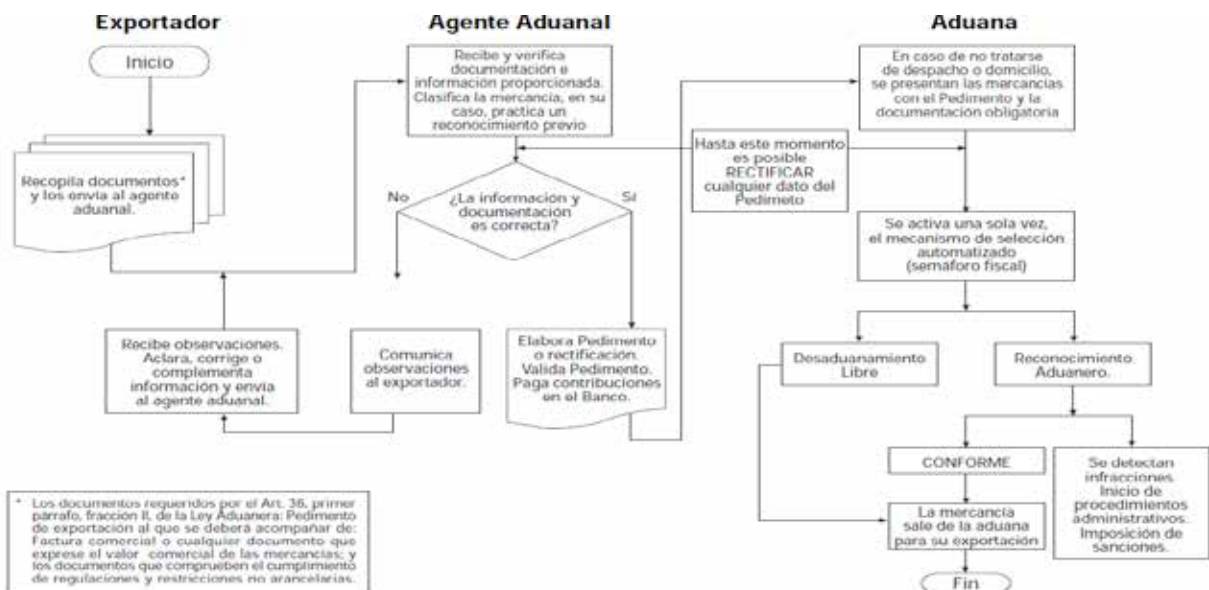 Exportador
Inicio
Recopila documentos*
y los envía al agente
aduanal.
Recibe observaciones.
Aclara, corrige o
complementa
información y envía
al agente aduanal.
Agente Aduanal
Recibe y verifica
documentación e
información proporcionada.
Clasifica la mercancía, en su
caso, practica un
reconocimiento previo
No
¿La información y
documentación
es correcta?
Sí
Comunica
observaciones
al exportador.
Elabora Pedimento
o rectificación.
Valida Pedimento.
Paga contribuciones
en el Banco.
Aduana
En caso de no tratarse
de despacho o domicilio,
se presentan las mercancías
con el Pedimento y la
documentación obligatoria
Hasta este momento
es posible
RECTIFICAR
cualquier dato del
Pedimeto
Se activa una sola vez,
el mecanismo de selección
automatizado
(semáforo fiscal)
Desaduanamiento
Libre
Reconocimiento
Aduanero.
CONFORME
La mercancía
sale de la aduana
para su exportación
Se detectan
infracciones.
Inicio de
procedimientos
administrativos.
Imposición de
sanciones.
Fin
* Los documentos requeridos por el Art. 36, primer
párrafo, fracción II, de la Ley Aduanera: Pedimento
de exportación al que se deberá acompañar de:
Factura comercial o cualquier documento que
exprese el valor comercial de las mercancías; y
los documentos que comprueben el cumplimiento
de regulaciones y restricciones no arancelarias.